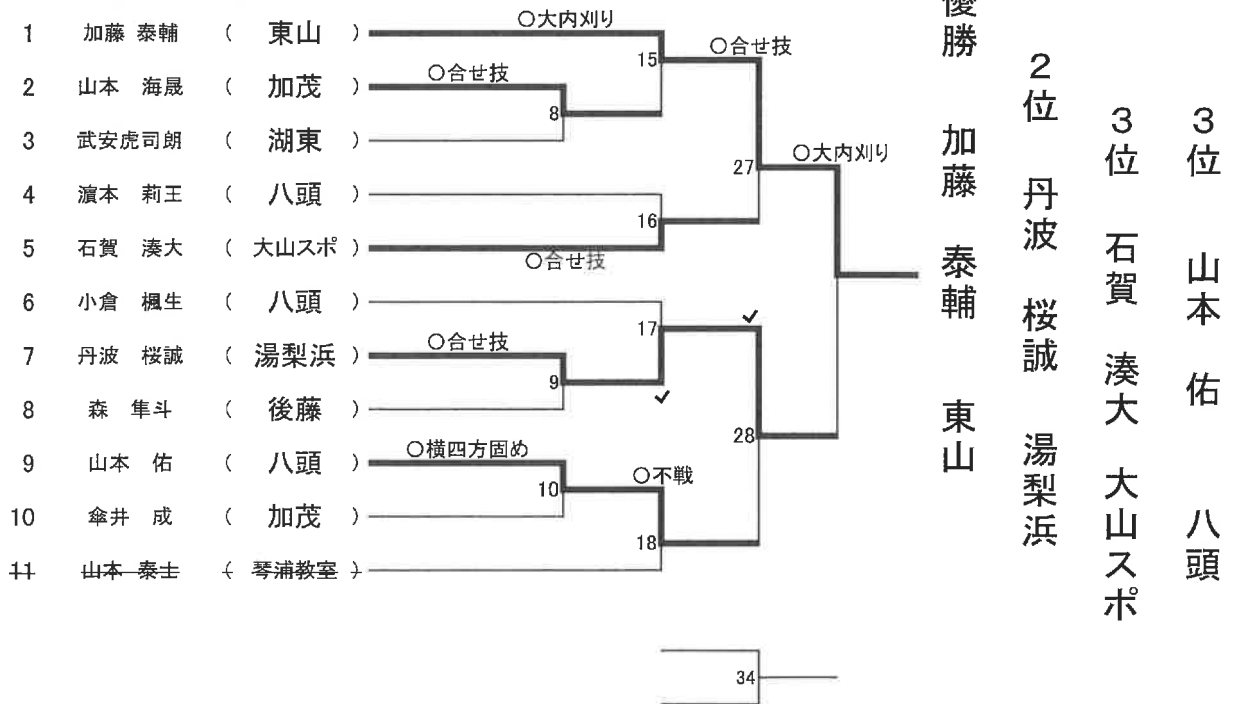 1 加藤 泰輔 ( 東山 )
2 山本 海晟 ( 加茂 )
3 武安虎司朗 ( 湖東 )
4 濵本 莉王 ( 八頭 )
5 石賀 湊大 ( 大山スポ )
6 小倉 楓生 ( 八頭 )
7 丹波 桜誠 ( 湯梨浜 )
8 森 隼斗 ( 後藤 )
9 山本 佑 ( 八頭 )
10 傘井 成 ( 加茂 )
11 山本 泰士 ( 琴浦教室 )
○大内刈り
○合せ技
○合せ技
○合せ技
○横四方固め
8
9
10
15
16
17
18
○合せ技
✓
✓
○不戦
27
28
○大内刈り
34
優勝 加藤 泰輔 東山
2位 丹波 桜誠 湯梨浜
3位 石賀 湊大 大山スポ
3位 山本 佑 八頭